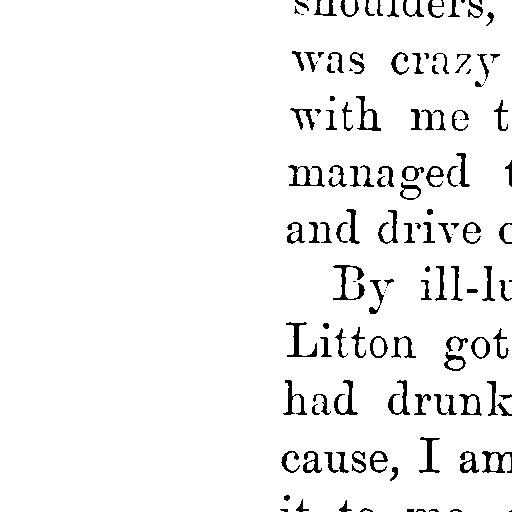 shoulders,
was crazy
with me t
managed t
and drive
By ill-lu
Litton got
had drunk
cause, I am
it to me